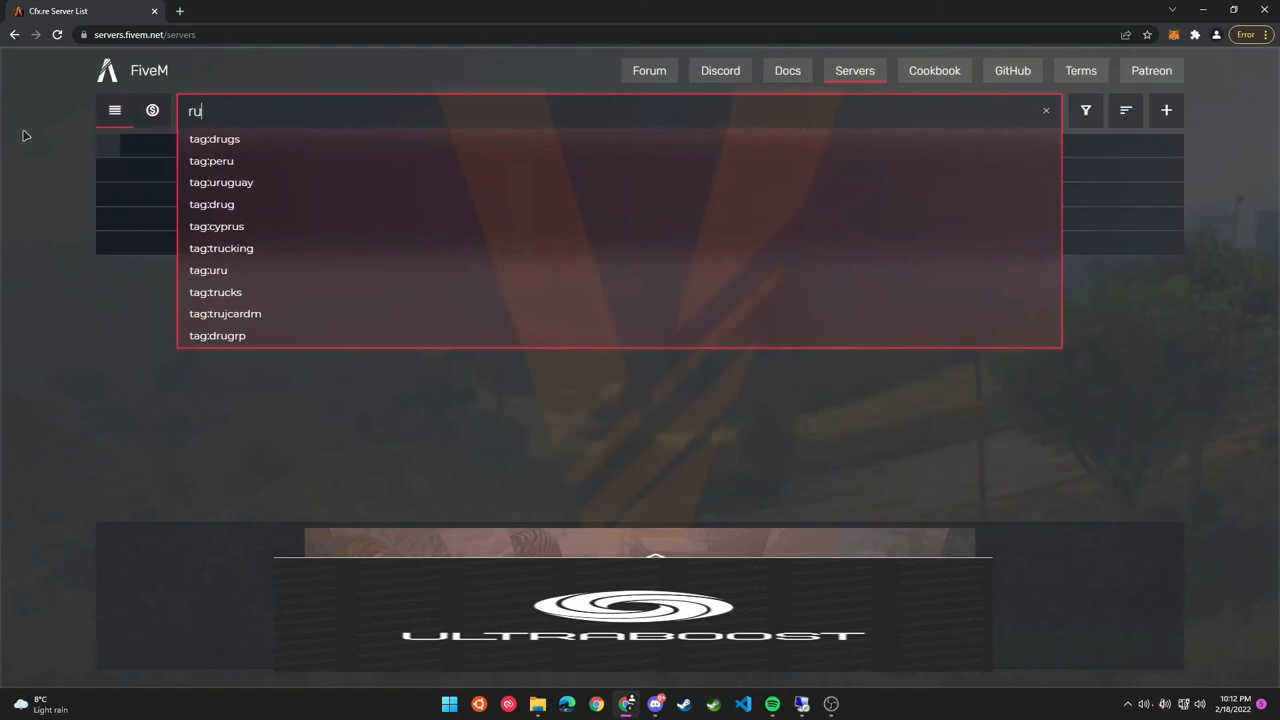 Cfx.re Server List
servers.fivem.net/servers
Error
FiveM
Forum
Discord
Docs
Servers
Cookbook
GitHub
Terms
Patreon
ru
tag:drugs
tag:peru
tag:uruguay
tag:drug
tag:cyprus
tag:trucking
tag:uru
tag:trucks
tag:trujcardm
tag:drugrp
ULTRABOOST
8°C
Light rain
9+
10:12 PM
2/18/2022
5